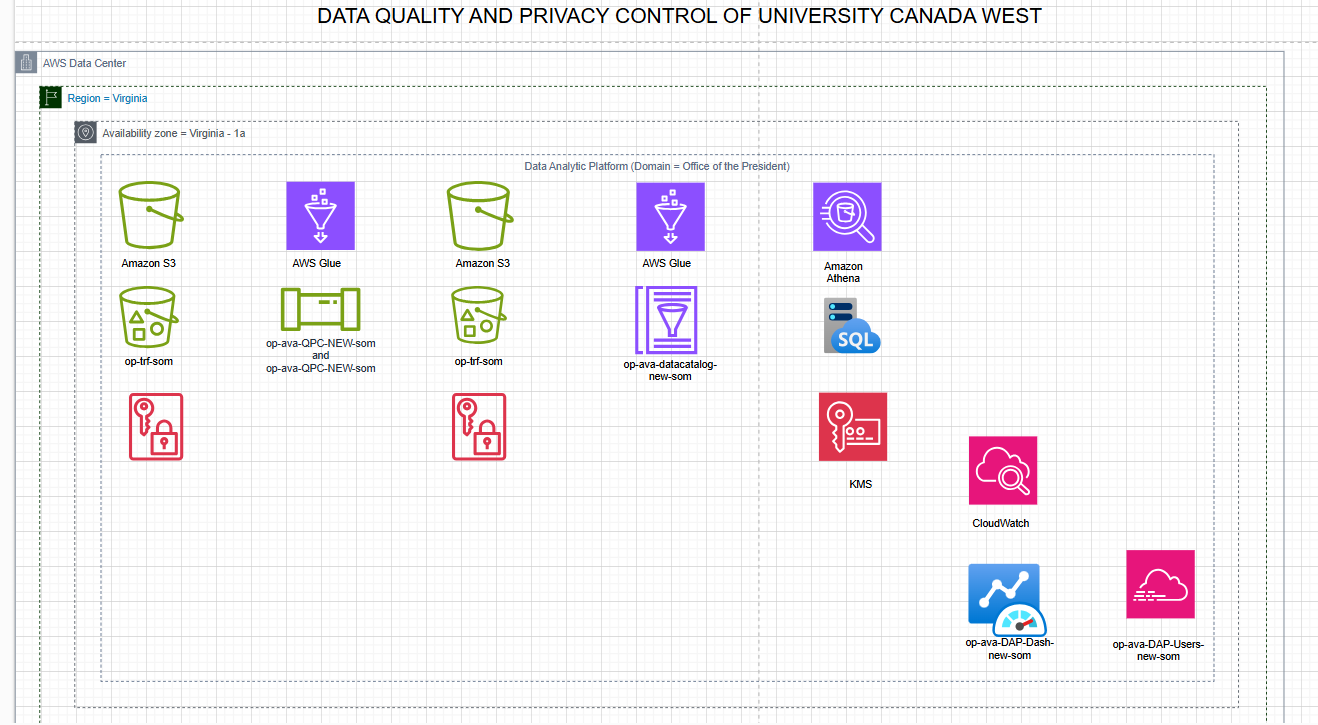 DATA QUALITY AND PRIVACY CONTROL OF UNIVERSITY CANADA WEST
AWS Data Center
Region = Virginia
Availability zone = Virginia - 1a
Data Analytic Platform (Domain = Office of the President)
Amazon S3
AWS Glue
Amazon S3
AWS Glue
Amazon
Athena
op-trf-som
op-ava-QPC-NEW-som
and
op-ava-QPC-NEW-som
op-trf-som
op-ava-datacatalog-
new-som
SQL
KMS
CloudWatch
op-ava-DAP-Dash-
new-som
op-ava-DAP-Users-
new-som